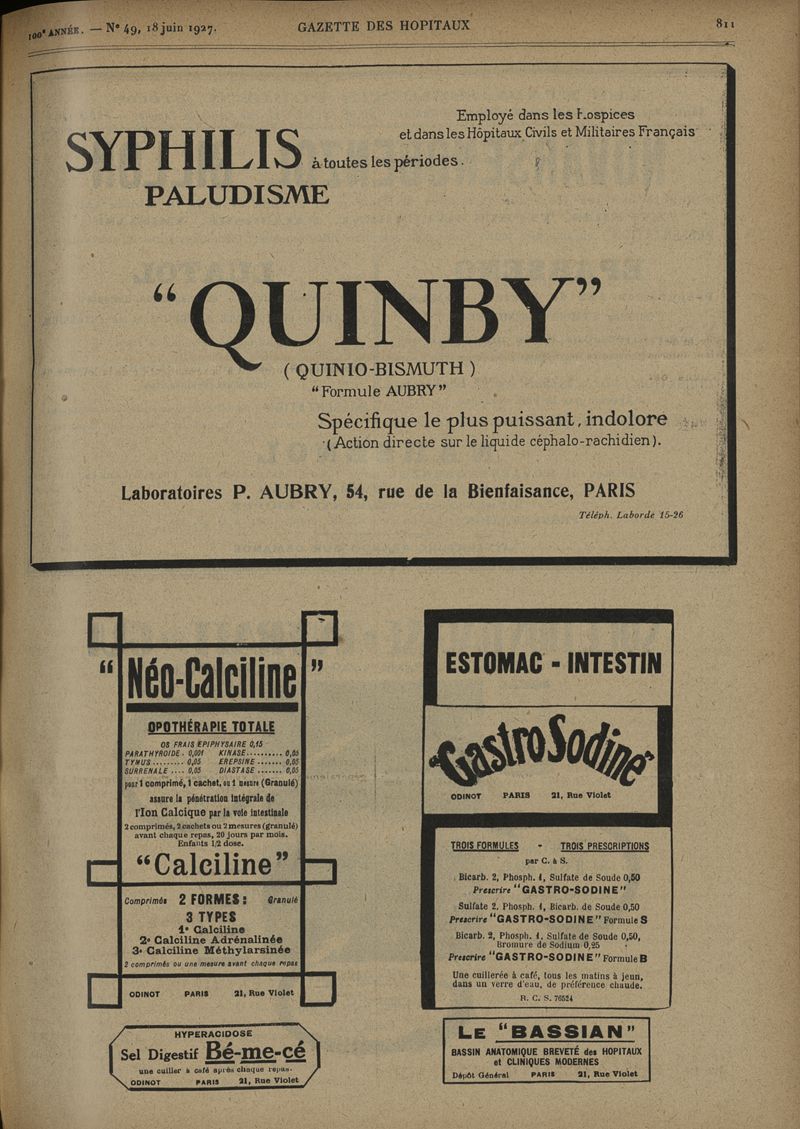 100e ANNÉE. — N° 49, 18 juin 1927.
GAZETTE DES HOPITAUX
811
Employé dans les Hospices
et dans les Hôpitaux Civils et Militaires Français
SYPHILIS à toutes les périodes.
PALUDISME
“QUINBY”
( QUINIO-BISMUTH )
“Formule AUBRY”
Spécifique le plus puissant, indolore
(Action directe sur le liquide céphalo-rachidien).
Laboratoires P. AUBRY, 54, rue de la Bienfaisance, PARIS
Téléph. Laborde 15-26
“Néo-Calciline”
OPOTHÉRAPIE TOTALE
OS FRAIS ÉPIPHYSAIRE 0,15
PARATHYROIDE. 0,001 KINASE.......... 0,05
TYMUS......... 0,05 EREPSINE ....... 0,05
SURRENALE .... 0,05 DIASTASE ....... 0,05
pour 1 comprimé, 1 cachet, ou 1 mesure (Granulé)
assure la pénétration intégrale de
l'Ion Calcique par la voie intestinale
2 comprimés, 2 cachets ou 2 mesures (granulé)
avant chaque repas, 20 jours par mois.
Enfants 1/2 dose.
“Calciline”
Comprimés 2 FORMES: Granulé
3 TYPES
1° Calciline
2° Calciline Adrénalinée
3° Calciline Méthylarsinée
2 comprimés ou une mesure avant chaque repas
ODINOT PARIS 21, Rue Violet
HYPERACIDOSE
Sel Digestif Bé-me-cé
une cuiller à café après chaque repas.
ODINOT PARIS 21, Rue Violet
ESTOMAC - INTESTIN
“GastroSodine”
ODINOT PARIS 21, Rue Violet
TROIS FORMULES - TROIS PRESCRIPTIONS
par C. à S.
Bicarb. 2, Phosph. 1, Sulfate de Soude 0,50
Prescrire “GASTRO-SODINE”
Sulfate 2. Phosph. 1, Bicarb. de Soude 0,50
Prescrire “GASTRO-SODINE” Formule S
Bicarb. 2, Phosph. 1, Sulfate de Soude 0,50,
Bromure de Sodium 0,25
Prescrire “GASTRO-SODINE” Formule B
Une cuillerée à café, tous les matins à jeun,
dans un verre d'eau, de préférence chaude.
R. C. S. 76524
LE “BASSIAN”
BASSIN ANATOMIQUE BREVETÉ des HOPITAUX
et CLINIQUES MODERNES
Dépôt Général PARIS 21, Rue Violet